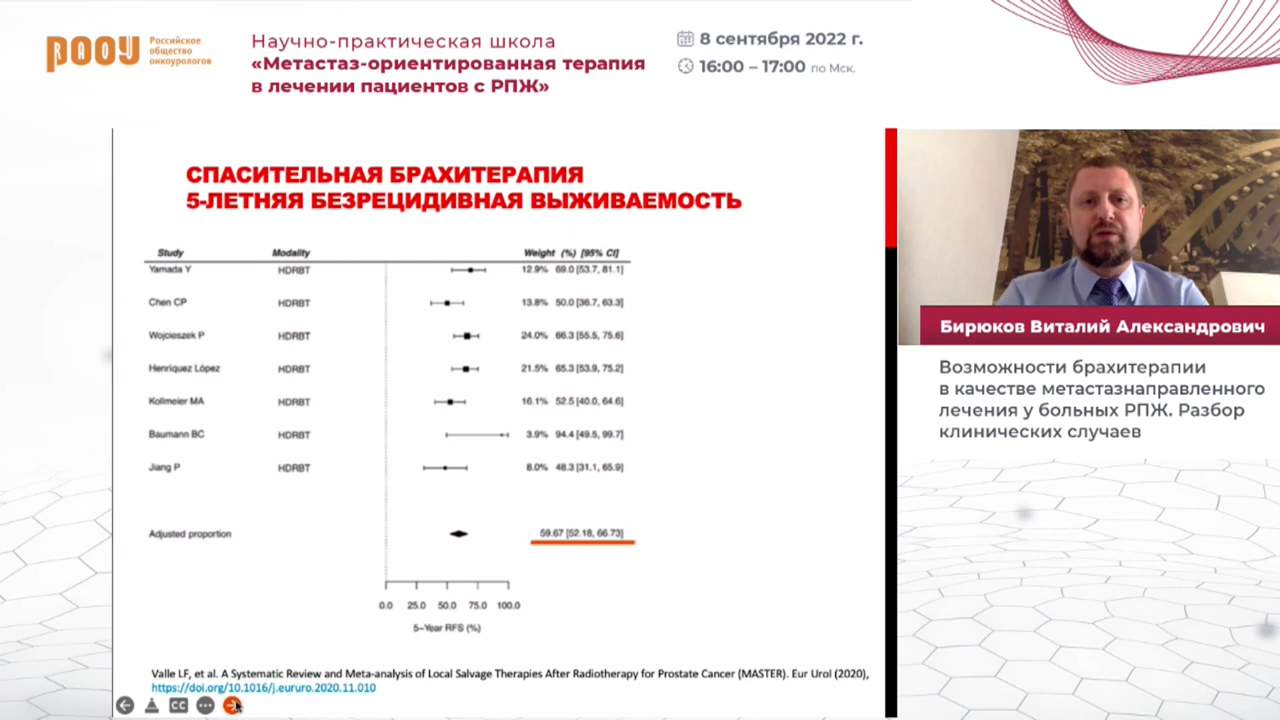 РАОУ
Российское
общество
онкоурологов
Научно-практическая школа
«Метастаз-ориентированная терапия
в лечении пациентов с РПЖ»
8 сентября 2022 г.
16:00 – 17:00 по Мск.
СПАСИТЕЛЬНАЯ БРАХИТЕРАПИЯ
5-ЛЕТНЯЯ БЕЗРЕЦИДИВНАЯ ВЫЖИВАЕМОСТЬ
Study Modality Weight (%) [95% CI]
Yamada Y HDRBT 12.9% 69.0 [53.7, 81.1]
Chen CP HDRBT 13.8% 50.0 [36.7, 63.3]
Wojcieszek P HDRBT 24.0% 66.3 [55.5, 75.6]
Henríquez López HDRBT 21.5% 65.3 [53.9, 75.2]
Kollmeier MA HDRBT 16.1% 52.5 [40.0, 64.6]
Baumann BC HDRBT 3.9% 94.4 [49.5, 99.7]
Jiang P HDRBT 8.0% 48.3 [31.1, 65.9]
Adjusted proportion 59.67 [52.18, 66.73]
0.0 25.0 50.0 75.0 100.0
5–Year RFS (%)
Valle LF, et al. A Systematic Review and Meta-analysis of Local Salvage Therapies After Radiotherapy for Prostate Cancer (MASTER). Eur Urol (2020),
https://doi.org/10.1016/j.eururo.2020.11.010
CC
Бирюков Виталий Александрович
Возможности брахитерапии
в качестве метастазнаправленного
лечения у больных РПЖ. Разбор
клинических случаев